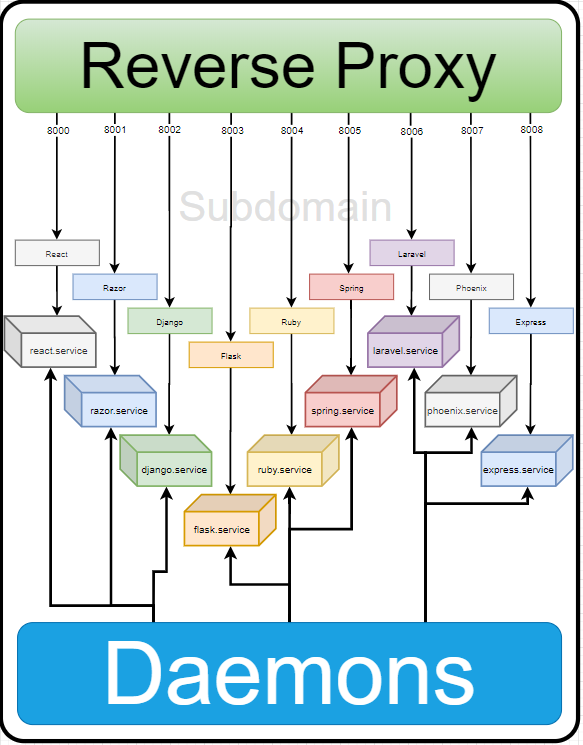 Reverse Proxy
8000 8001 8002 8003 8004 8005 8006 8007 8008
Subdomain
React
Laravel
Razor
Spring
Phoenix
Django
Ruby
Express
Flask
react.service
laravel.service
razor.service
spring.service
phoenix.service
django.service
ruby.service
express.service
flask.service
Daemons